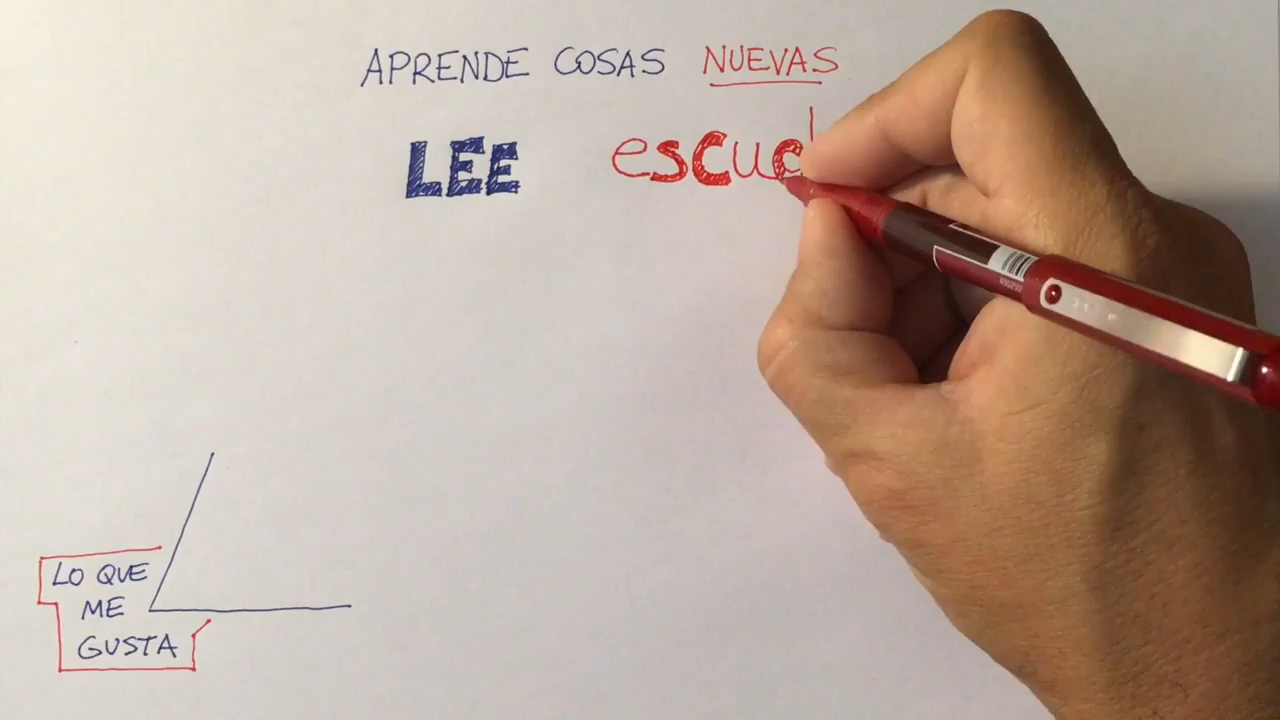 APRENDE COSAS NUEVAS
LEE escuc
LO QUE
ME
GUSTA